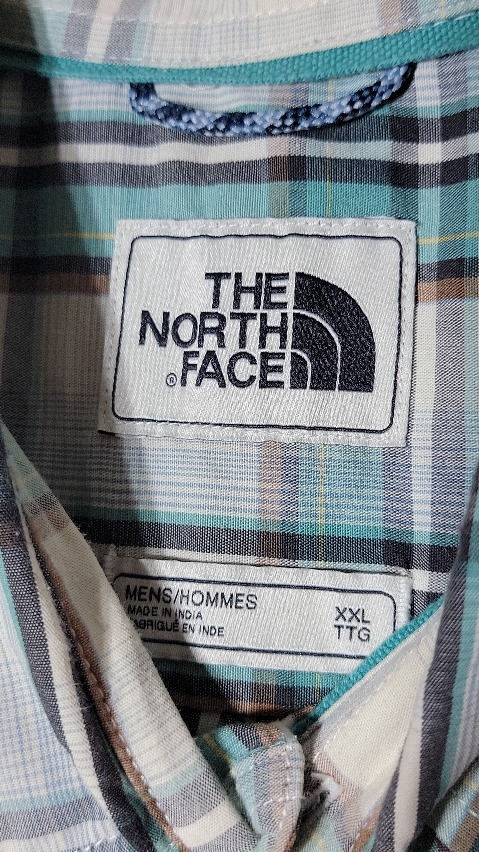 THE
NORTH
®FACE
MENS/HOMMES
MADE IN INDIA
FABRIQUÉ EN INDE
XXL
TTG